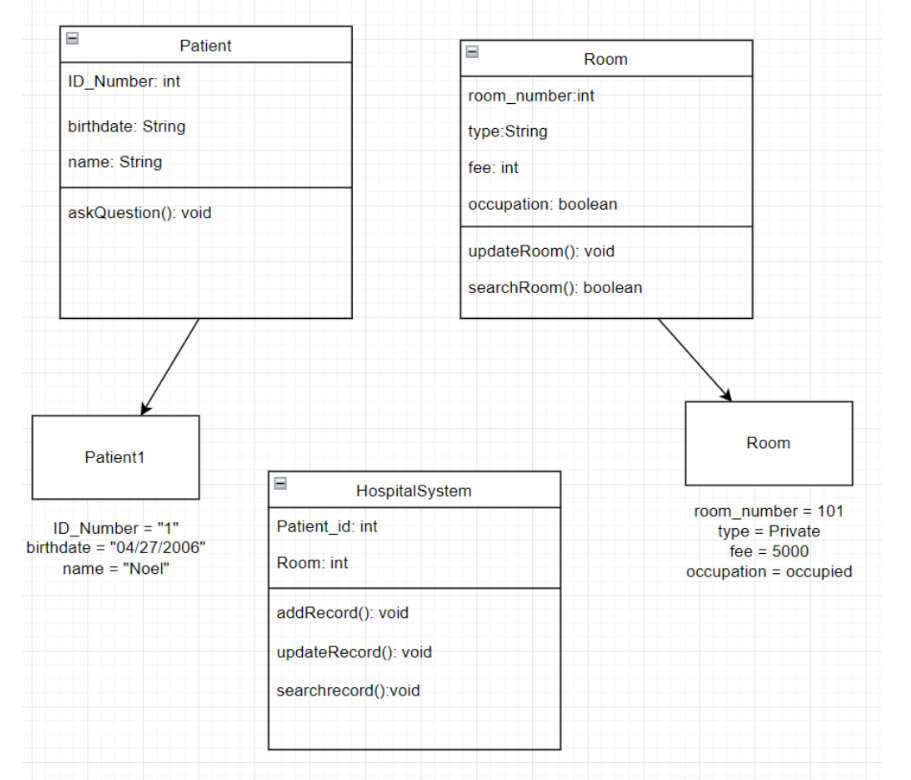 Patient
ID_Number: int
birthdate: String
name: String
askQuestion(): void
Room
room_number:int
type:String
fee: int
occupation: boolean
updateRoom(): void
searchRoom(): boolean
Patient1
ID_Number = "1"
birthdate = "04/27/2006"
name = "Noel"
HospitalSystem
Patient_id: int
Room: int
addRecord(): void
updateRecord(): void
searchrecord():void
Room
room_number = 101
type = Private
fee = 5000
occupation = occupied